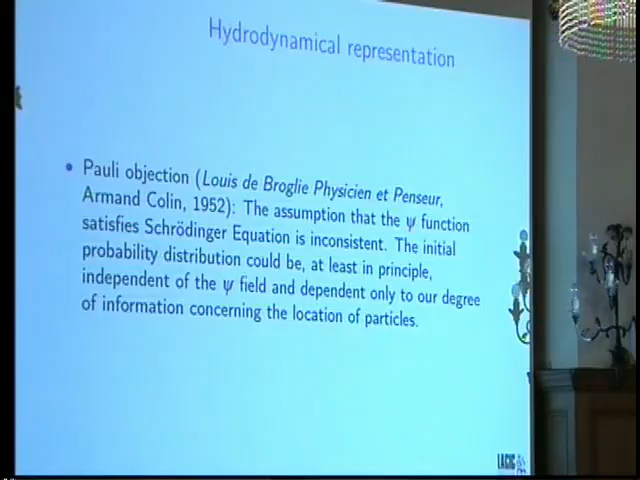 Hydrodynamical representation
• Pauli objection (Louis de Broglie Physicien et Penseur,
Armand Colin, 1952): The assumption that the ψ function
satisfies Schrödinger Equation is inconsistent. The initial
probability distribution could be, at least in principle,
independent of the ψ field and dependent only to our degree
of information concerning the location of particles.
LACIG